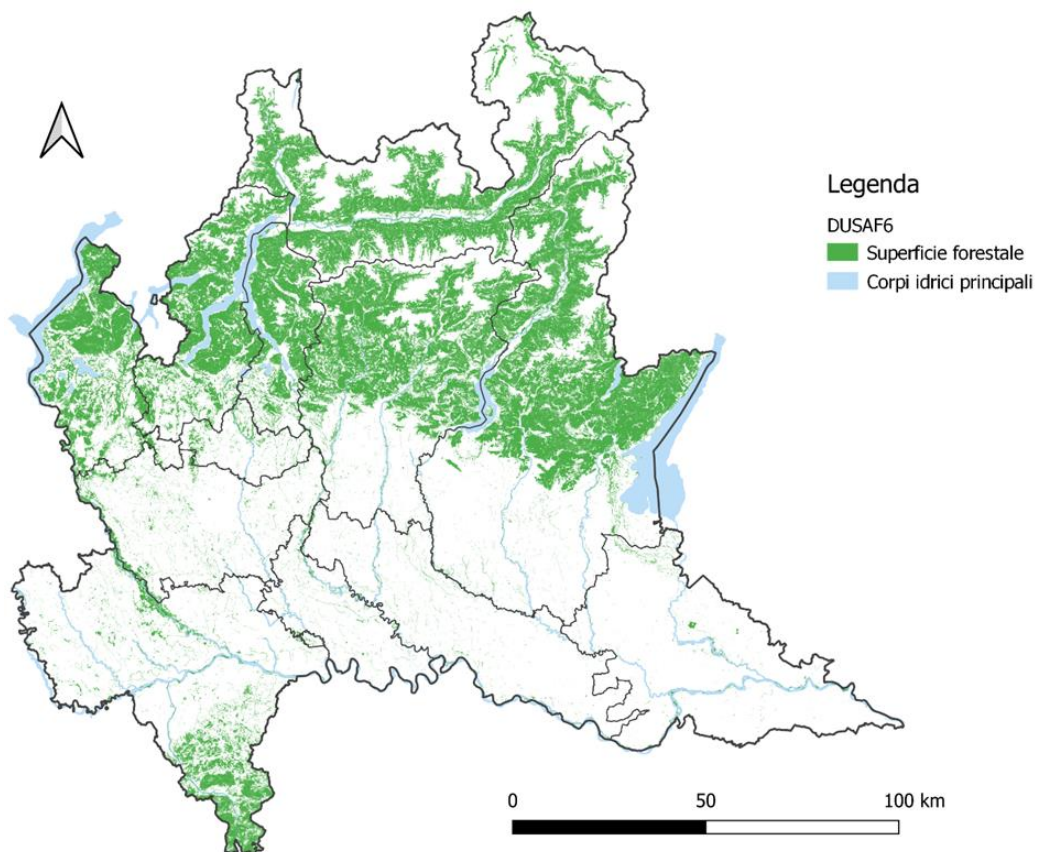 Legenda
DUSAF6
Superficie forestale
Corpi idrici principali
0 50 100 km